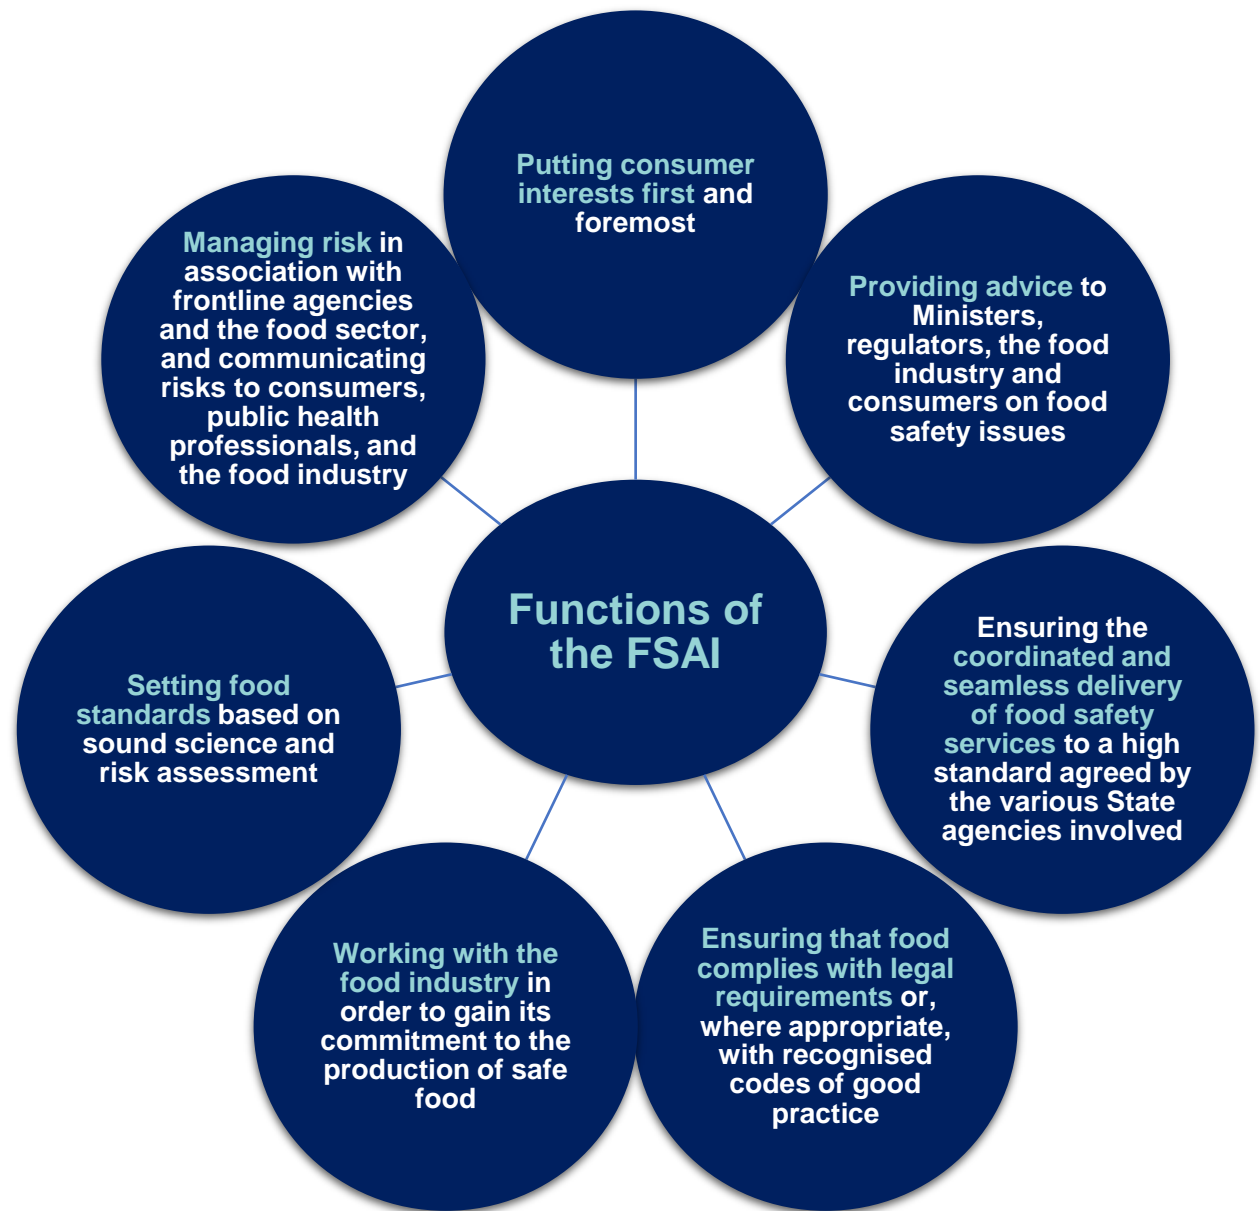 Putting consumer
interests first and
foremost
Providing advice to
Ministers,
regulators, the food
industry and
consumers on food
safety issues
Ensuring the
coordinated and
seamless delivery
of food safety
services to a high
standard agreed by
the various State
agencies involved
Ensuring that food
complies with legal
requirements or,
where appropriate,
with recognised
codes of good
practice
Working with the
food industry in
order to gain its
commitment to the
production of safe
food
Setting food
standards based on
sound science and
risk assessment
Managing risk in
association with
frontline agencies
and the food sector,
and communicating
risks to consumers,
public health
professionals, and
the food industry
Functions of
the FSAI